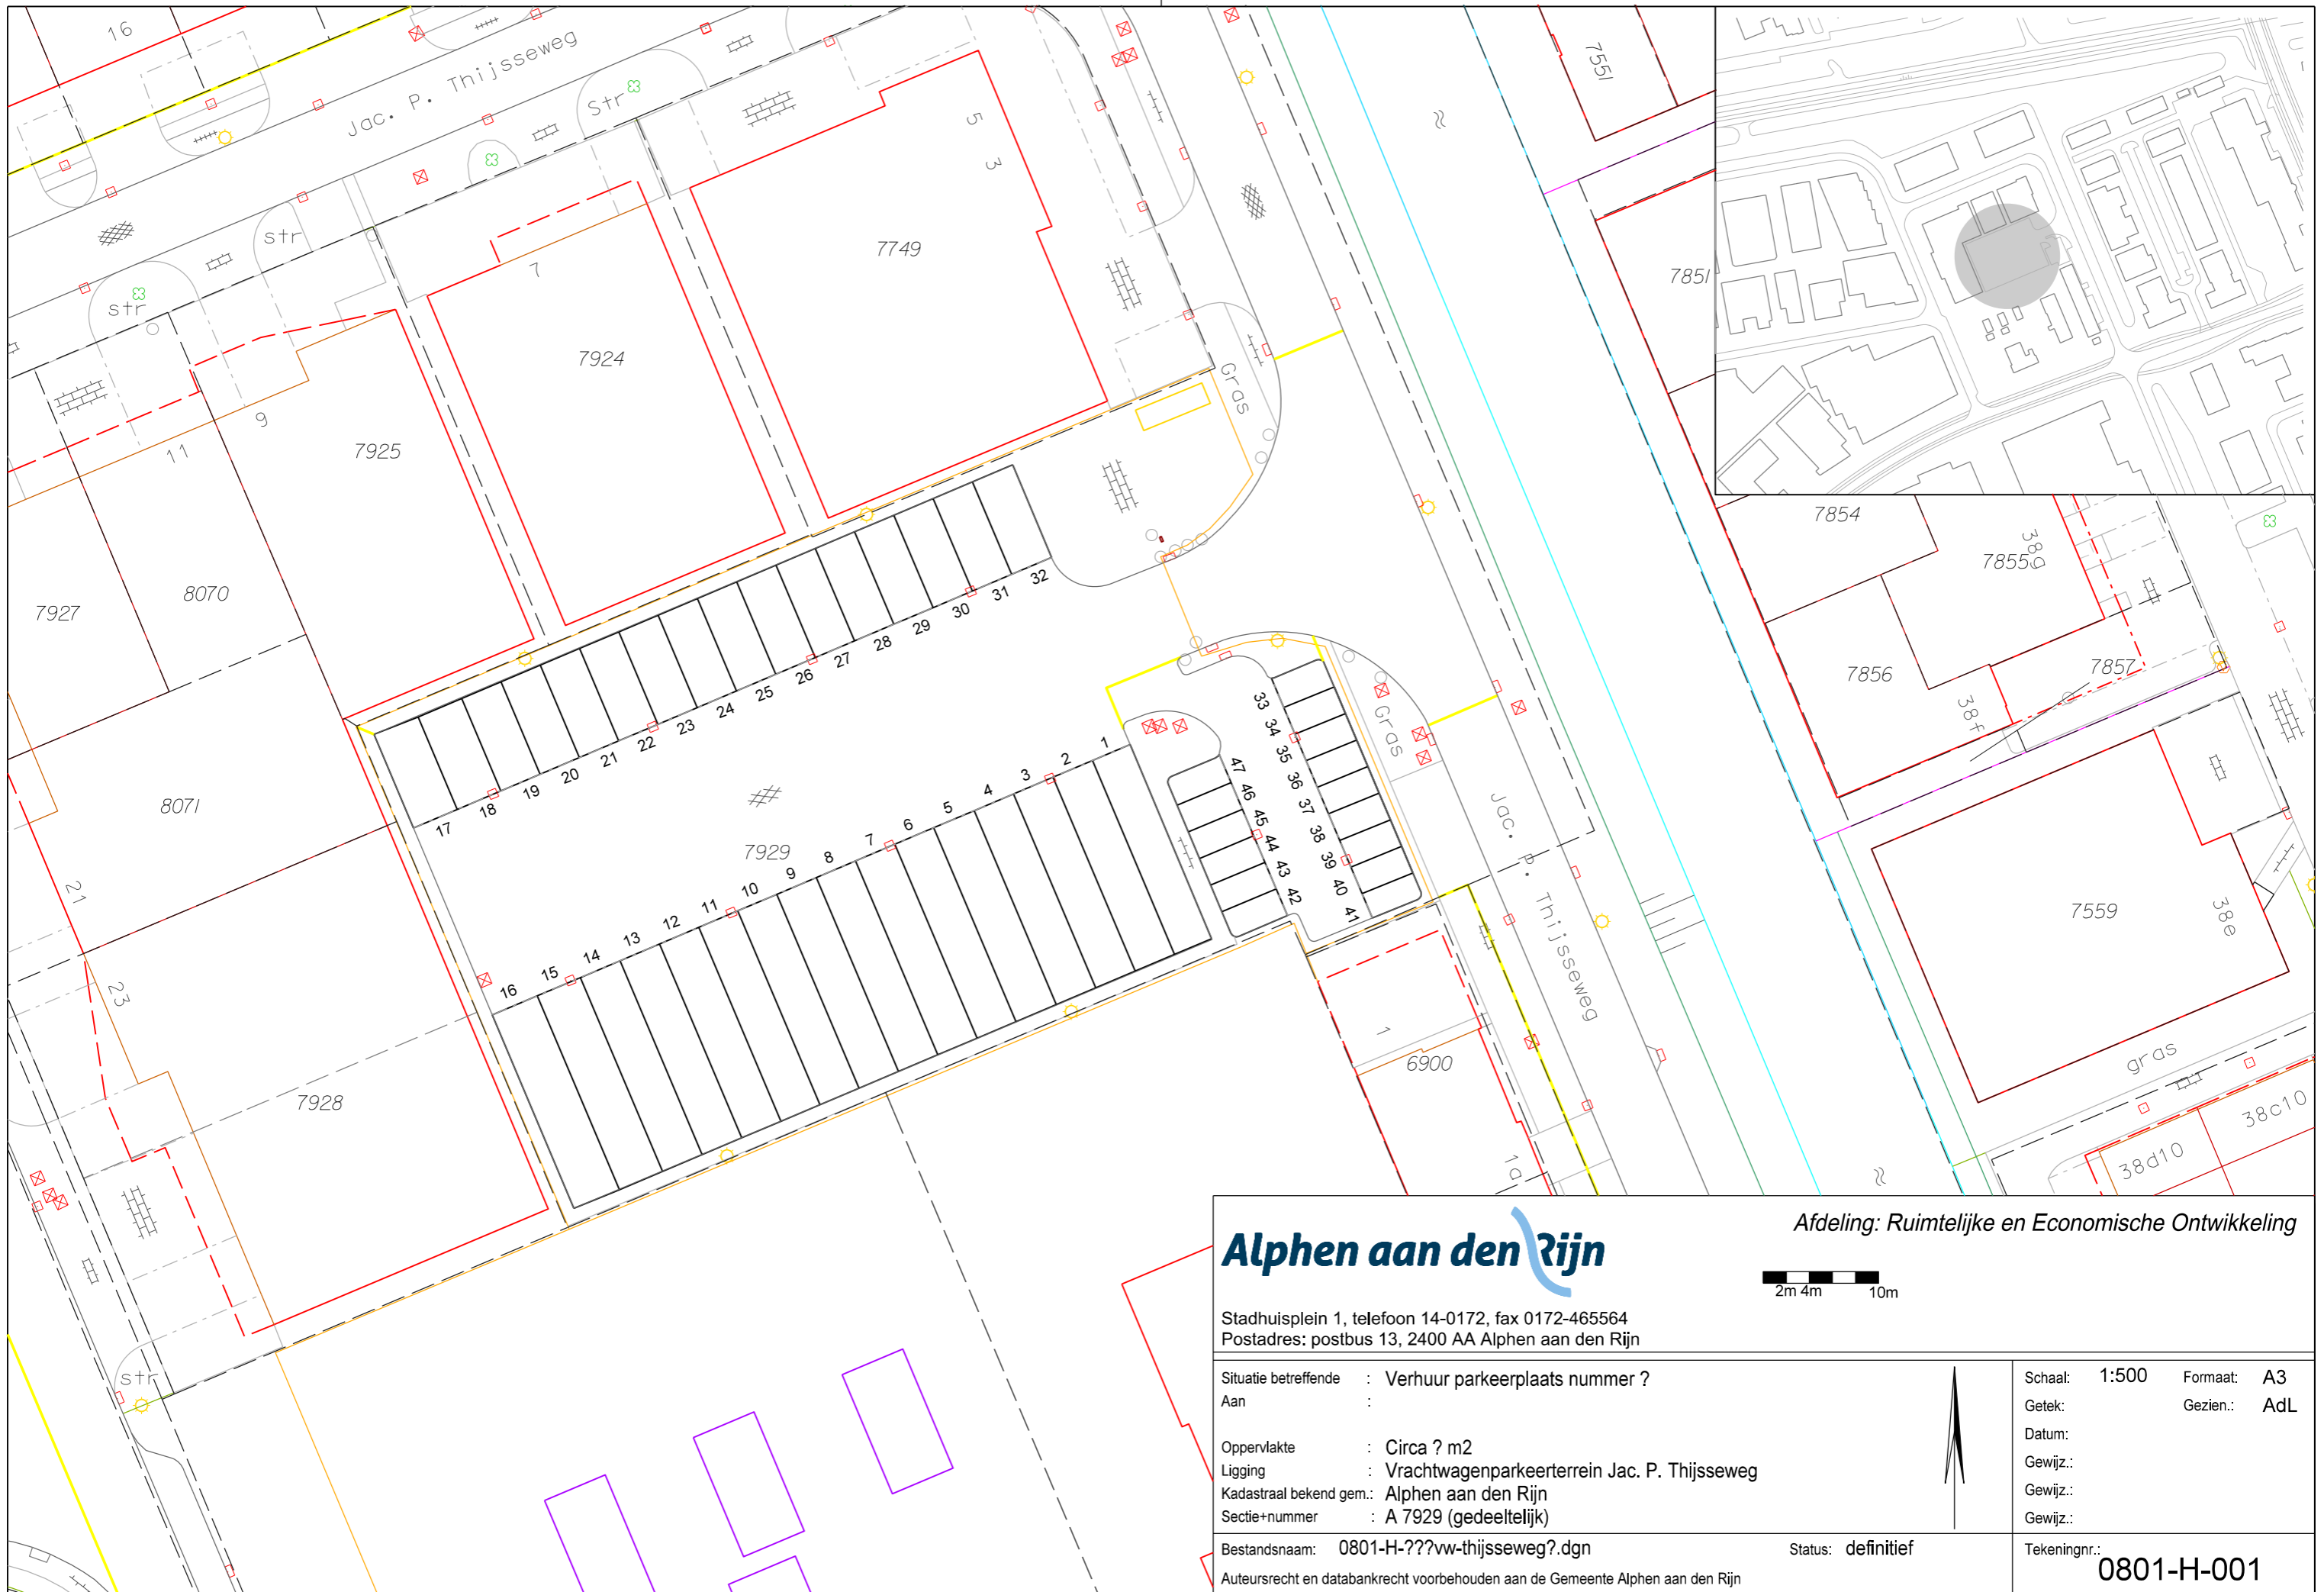 16
Jac. P. Thijsseweg
Str
5
3
7551
7749
7851
str
str
7
7924
9
11
7925
Gras
7927
8070
8071
7854
7855
38g
7856
7857
38f
7559
38e
gras
38c10
38d10
17 18 19 20 21 22 23 24 25 26 27 28 29 30 31 32
16 15 14 13 12 11 10 9 8 7 6 5 4 3 2 1
7929
33 34 35 36 37 38 39 40 41
47 46 45 44 43 42
Gras
Jac. P. Thijsseweg
21
23
7928
1
6900
1a
str
Alphen aan den Rijn
Afdeling: Ruimtelijke en Economische Ontwikkeling
2m 4m 10m
Stadhuisplein 1, telefoon 14-0172, fax 0172-465564
Postadres: postbus 13, 2400 AA Alphen aan den Rijn
Situatie betreffende : Verhuur parkeerplaats nummer ?
Aan :
Oppervlakte : Circa ? m2
Ligging : Vrachtwagenparkeerterrein Jac. P. Thijsseweg
Kadastraal bekend gem.: Alphen aan den Rijn
Sectie+nummer : A 7929 (gedeeltelijk)
Schaal: 1:500 Formaat: A3
Getek: Gezien.: AdL
Datum:
Gewijz.:
Gewijz.:
Gewijz.:
Bestandsnaam: 0801-H-???vw-thijsseweg?.dgn Status: definitief
Auteursrecht en databankrecht voorbehouden aan de Gemeente Alphen aan den Rijn
Tekeningnr.: 0801-H-001